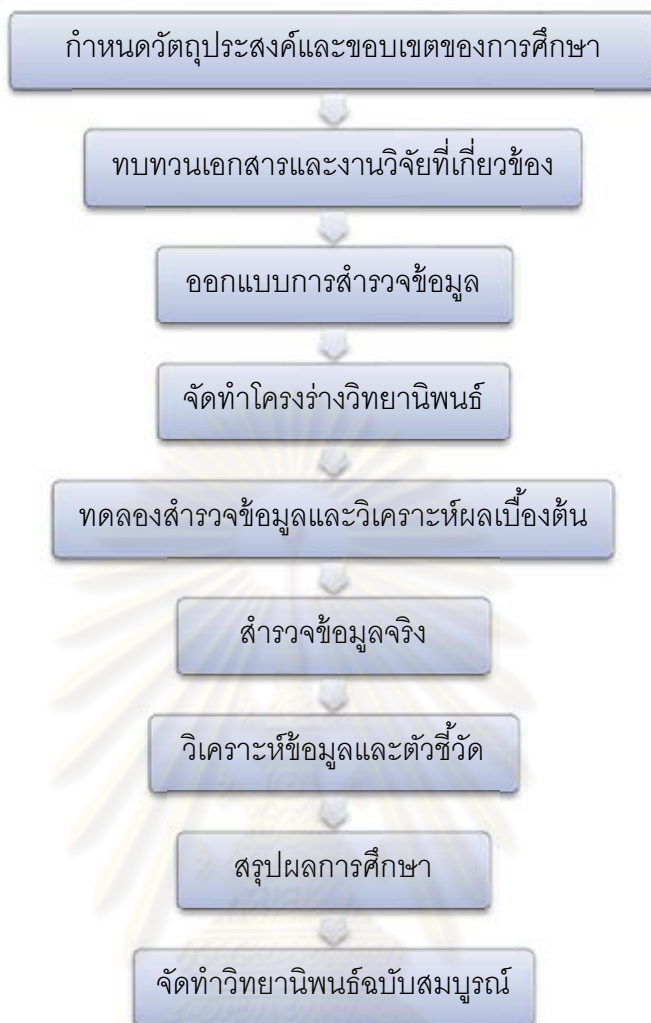 กำหนดวัตถุประสงค์และขอบเขตของการศึกษา
ทบทวนเอกสารและงานวิจัยที่เกี่ยวข้อง
ออกแบบการสำรวจข้อมูล
จัดทำโครงร่างวิทยานิพนธ์
ทดลองสำรวจข้อมูลและวิเคราะห์ผลเบื้องต้น
สำรวจข้อมูลจริง
วิเคราะห์ข้อมูลและตัวชี้วัด
สรุปผลการศึกษา
จัดทำวิทยานิพนธ์ฉบับสมบูรณ์